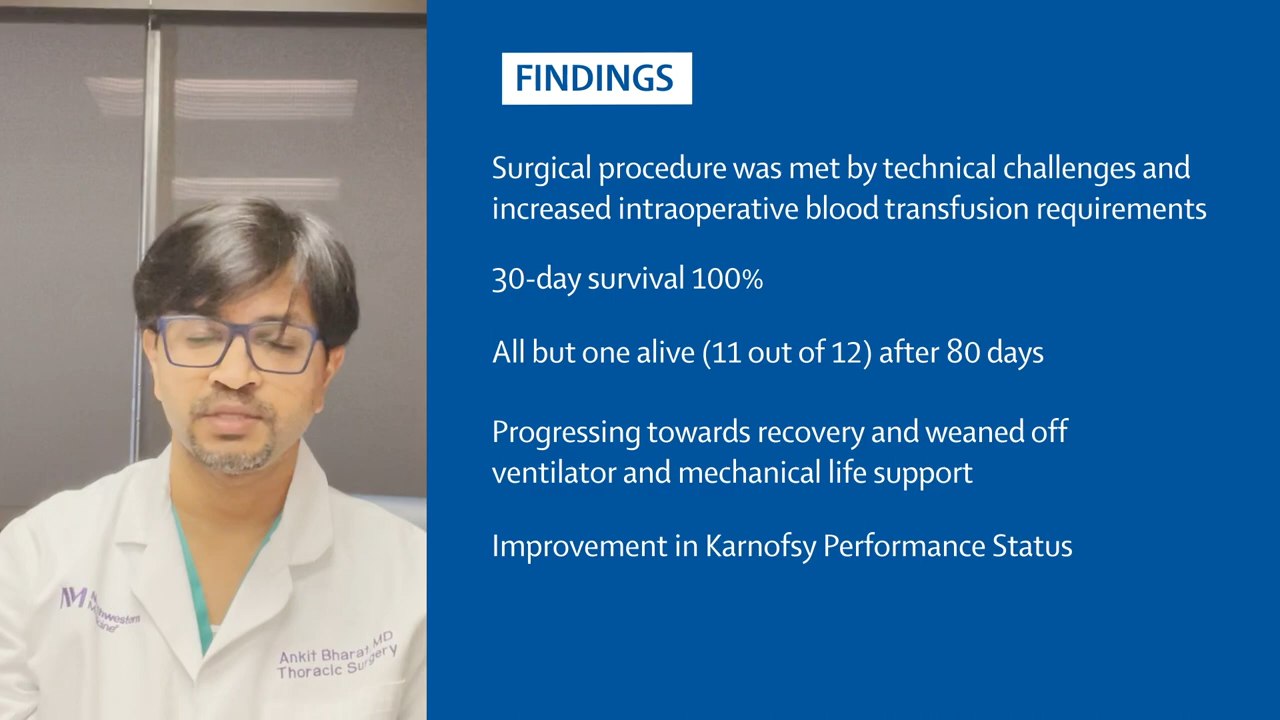 FINDINGS
Surgical procedure was met by technical challenges and
increased intraoperative blood transfusion requirements
30-day survival 100%
All but one alive (11 out of 12) after 80 days
Progressing towards recovery and weaned off
ventilator and mechanical life support
Improvement in Karnofsy Performance Status
Ankit Bharat, MD
Thoracic Surgery